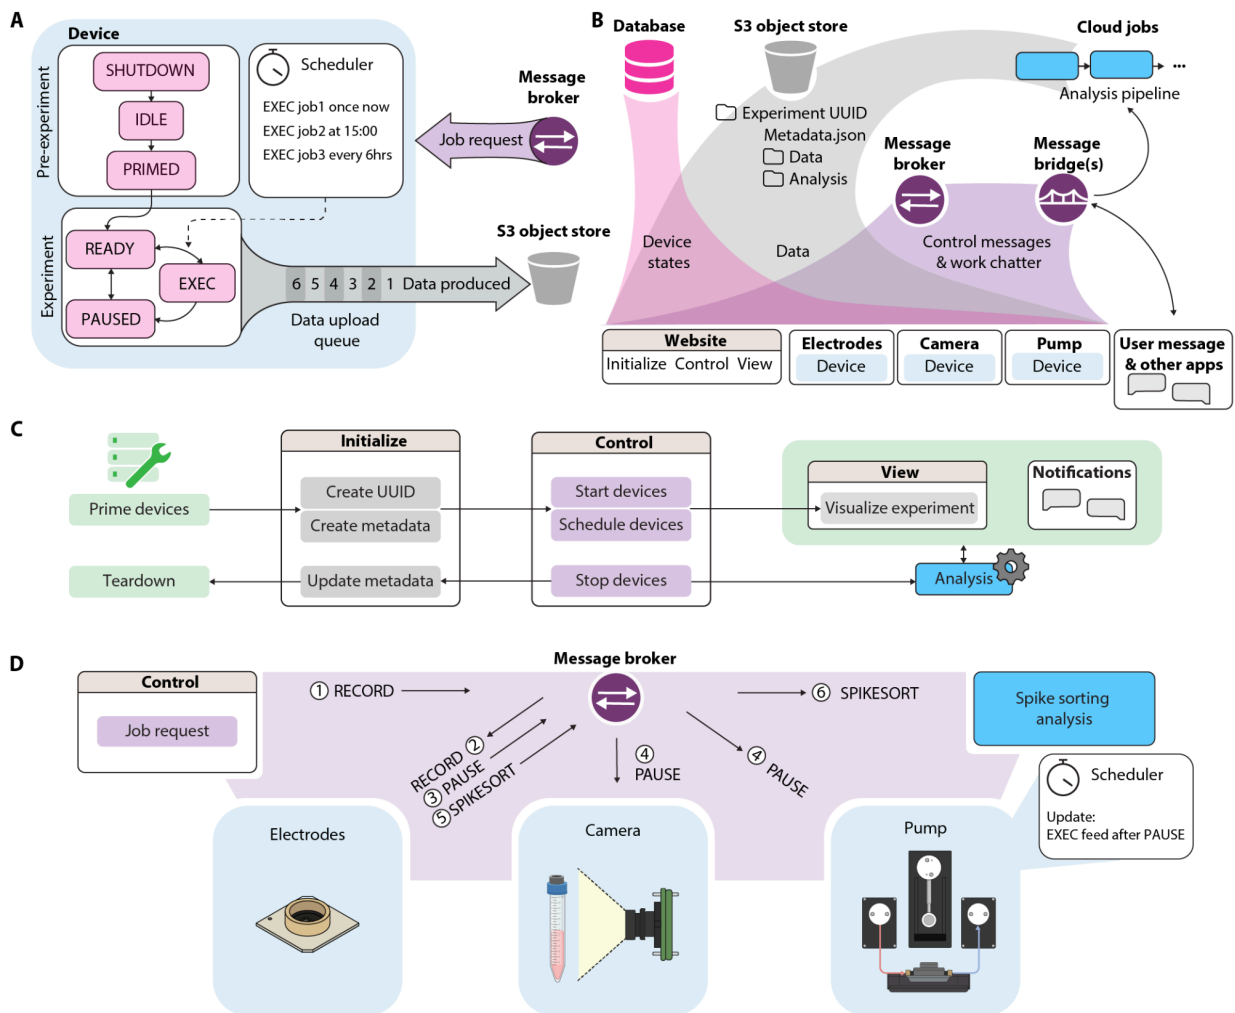 A
Device
Pre-experiment
SHUTDOWN
IDLE
PRIMED
Scheduler
EXEC job1 once now
EXEC job2 at 15:00
EXEC job3 every 6hrs
Message
broker
Job request
Experiment
READY
EXEC
PAUSED
6 5 4 3 2 1 Data produced
Data upload
queue
S3 object store
B
Database
S3 object store
Cloud jobs
Analysis pipeline
Experiment UUID
Metadata.json
Data
Analysis
Message
broker
Message
bridge(s)
Device
states
Data
Control messages
& work chatter
Website
Initialize Control View
Electrodes
Device
Camera
Device
Pump
Device
User message
& other apps
C
Prime devices
Teardown
Initialize
Create UUID
Create metadata
Update metadata
Control
Start devices
Schedule devices
Stop devices
View
Visualize experiment
Notifications
Analysis
D
Control
Job request
Message broker
1 RECORD
RECORD 2
3 PAUSE
5 SPIKESORT
4
PAUSE
4 PAUSE
6 SPIKESORT
Spike sorting
analysis
Scheduler
Update:
EXEC feed after PAUSE
Electrodes
Camera
Pump